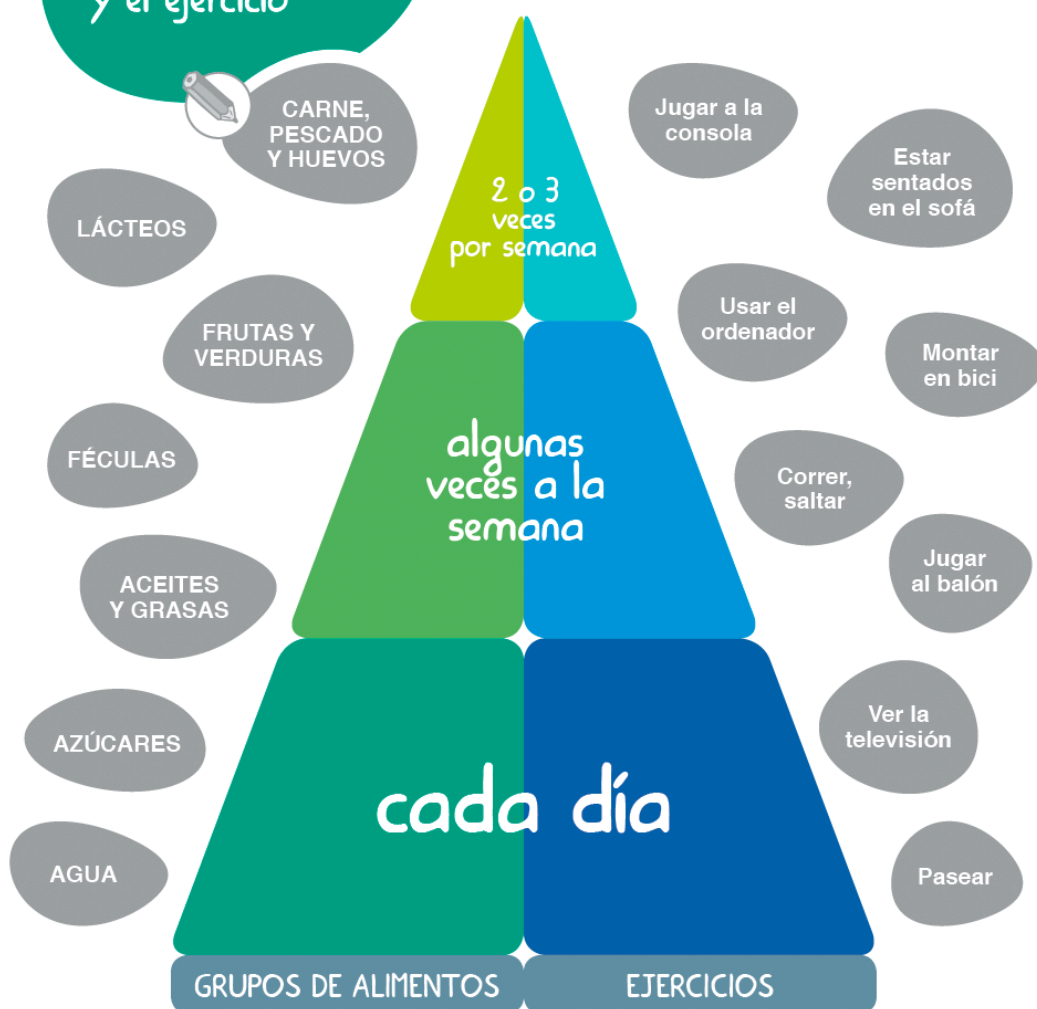 y el ejercicio
CARNE,
PESCADO
Y HUEVOS
LÁCTEOS
FRUTAS Y
VERDURAS
FÉCULAS
ACEITES
Y GRASAS
AZÚCARES
AGUA
2 o 3
veces
por semana
algunas
veces a la
semana
cada día
Jugar a la
consola
Estar
sentados
en el sofá
Usar el
ordenador
Montar
en bici
Correr,
saltar
Jugar
al balón
Ver la
televisión
Pasear
GRUPOS DE ALIMENTOS
EJERCICIOS